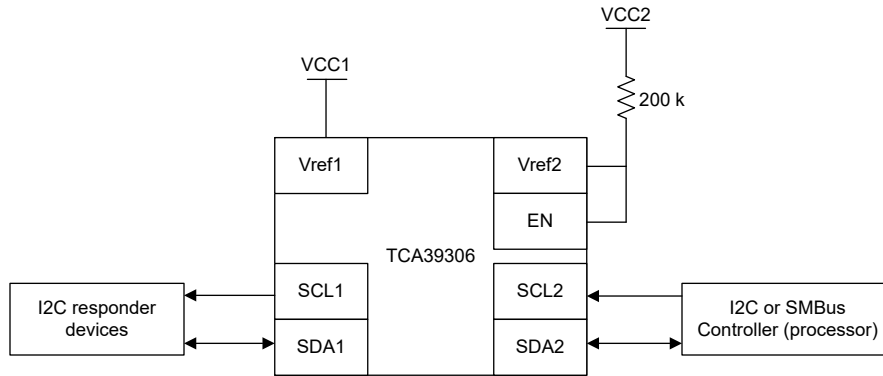 VCC2
VCC1
200 k
Vref1
Vref2
EN
TCA39306
I2C responder
devices
SCL1
SCL2
I2C or SMBus
Controller (processor)
SDA1
SDA2